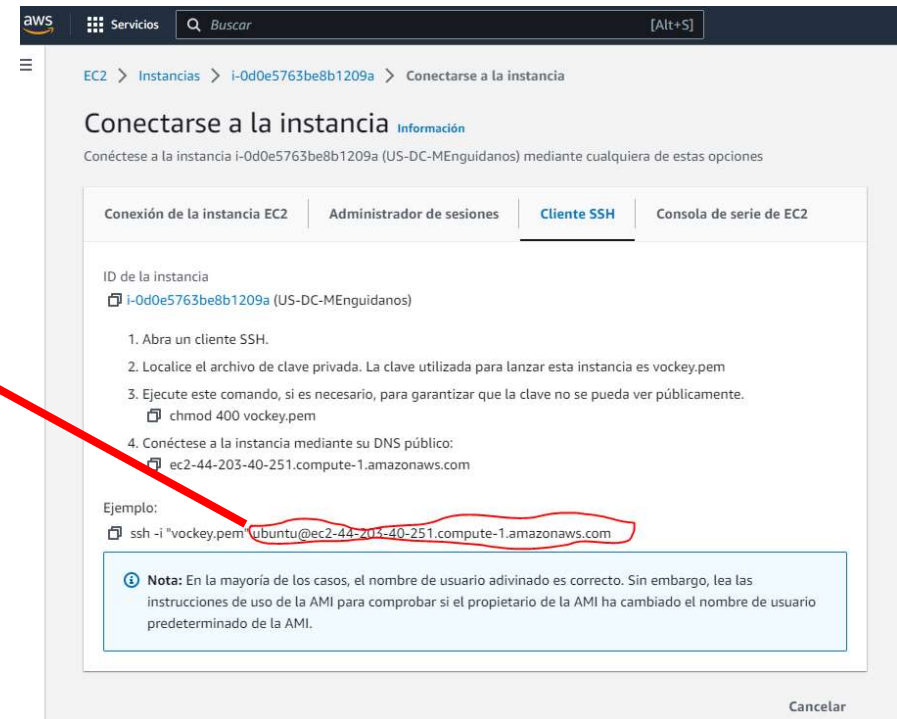 aws Servicios Buscar [Alt+S]
EC2 > Instancias > i-0d0e5763be8b1209a > Conectarse a la instancia
Conectarse a la instancia Información
Conéctese a la instancia i-0d0e5763be8b1209a (US-DC-MEnguidanos) mediante cualquiera de estas opciones
Conexión de la instancia EC2 Administrador de sesiones Cliente SSH Consola de serie de EC2
ID de la instancia
i-0d0e5763be8b1209a (US-DC-MEnguidanos)
1. Abra un cliente SSH.
2. Localice el archivo de clave privada. La clave utilizada para lanzar esta instancia es vockey.pem
3. Ejecute este comando, si es necesario, para garantizar que la clave no se pueda ver públicamente.
chmod 400 vockey.pem
4. Conéctese a la instancia mediante su DNS público:
ec2-44-203-40-251.compute-1.amazonaws.com
Ejemplo:
ssh -i "vockey.pem" ubuntu@ec2-44-203-40-251.compute-1.amazonaws.com
Nota: En la mayoría de los casos, el nombre de usuario adivinado es correcto. Sin embargo, lea las
instrucciones de uso de la AMI para comprobar si el propietario de la AMI ha cambiado el nombre de usuario
predeterminado de la AMI.
Cancelar